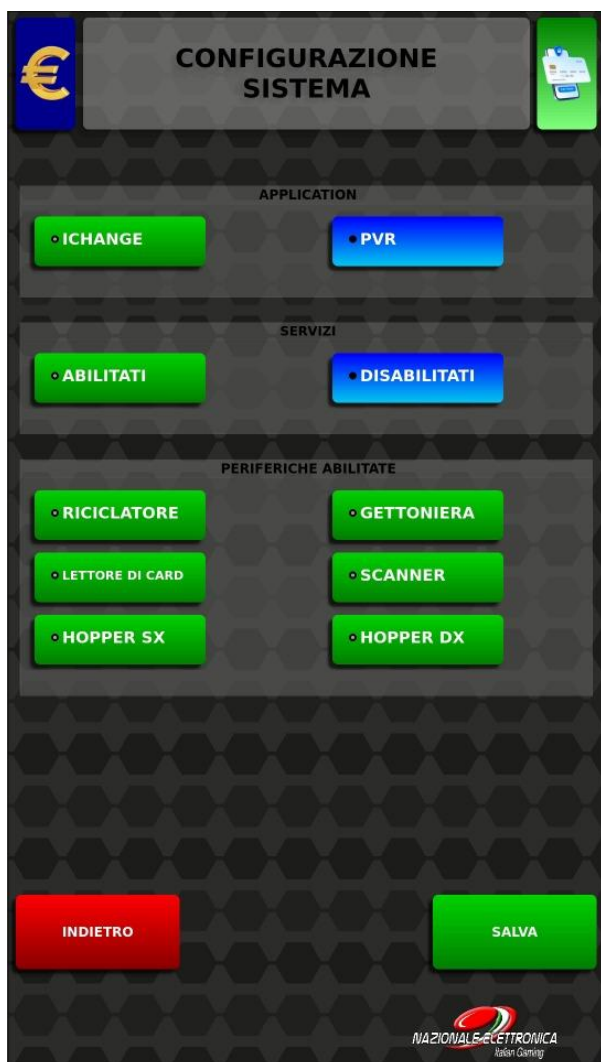 CONFIGURAZIONE
SISTEMA
APPLICATION
ICHANGE
PVR
SERVIZI
ABILITATI
DISABILITATI
PERIFERICHE ABILITATE
RICICLATORE
GETTONIERA
LETTORE DI CARD
SCANNER
HOPPER SX
HOPPER DX
INDIETRO
SALVA
NAZIONALE ELETTRONICA
Italian Gaming